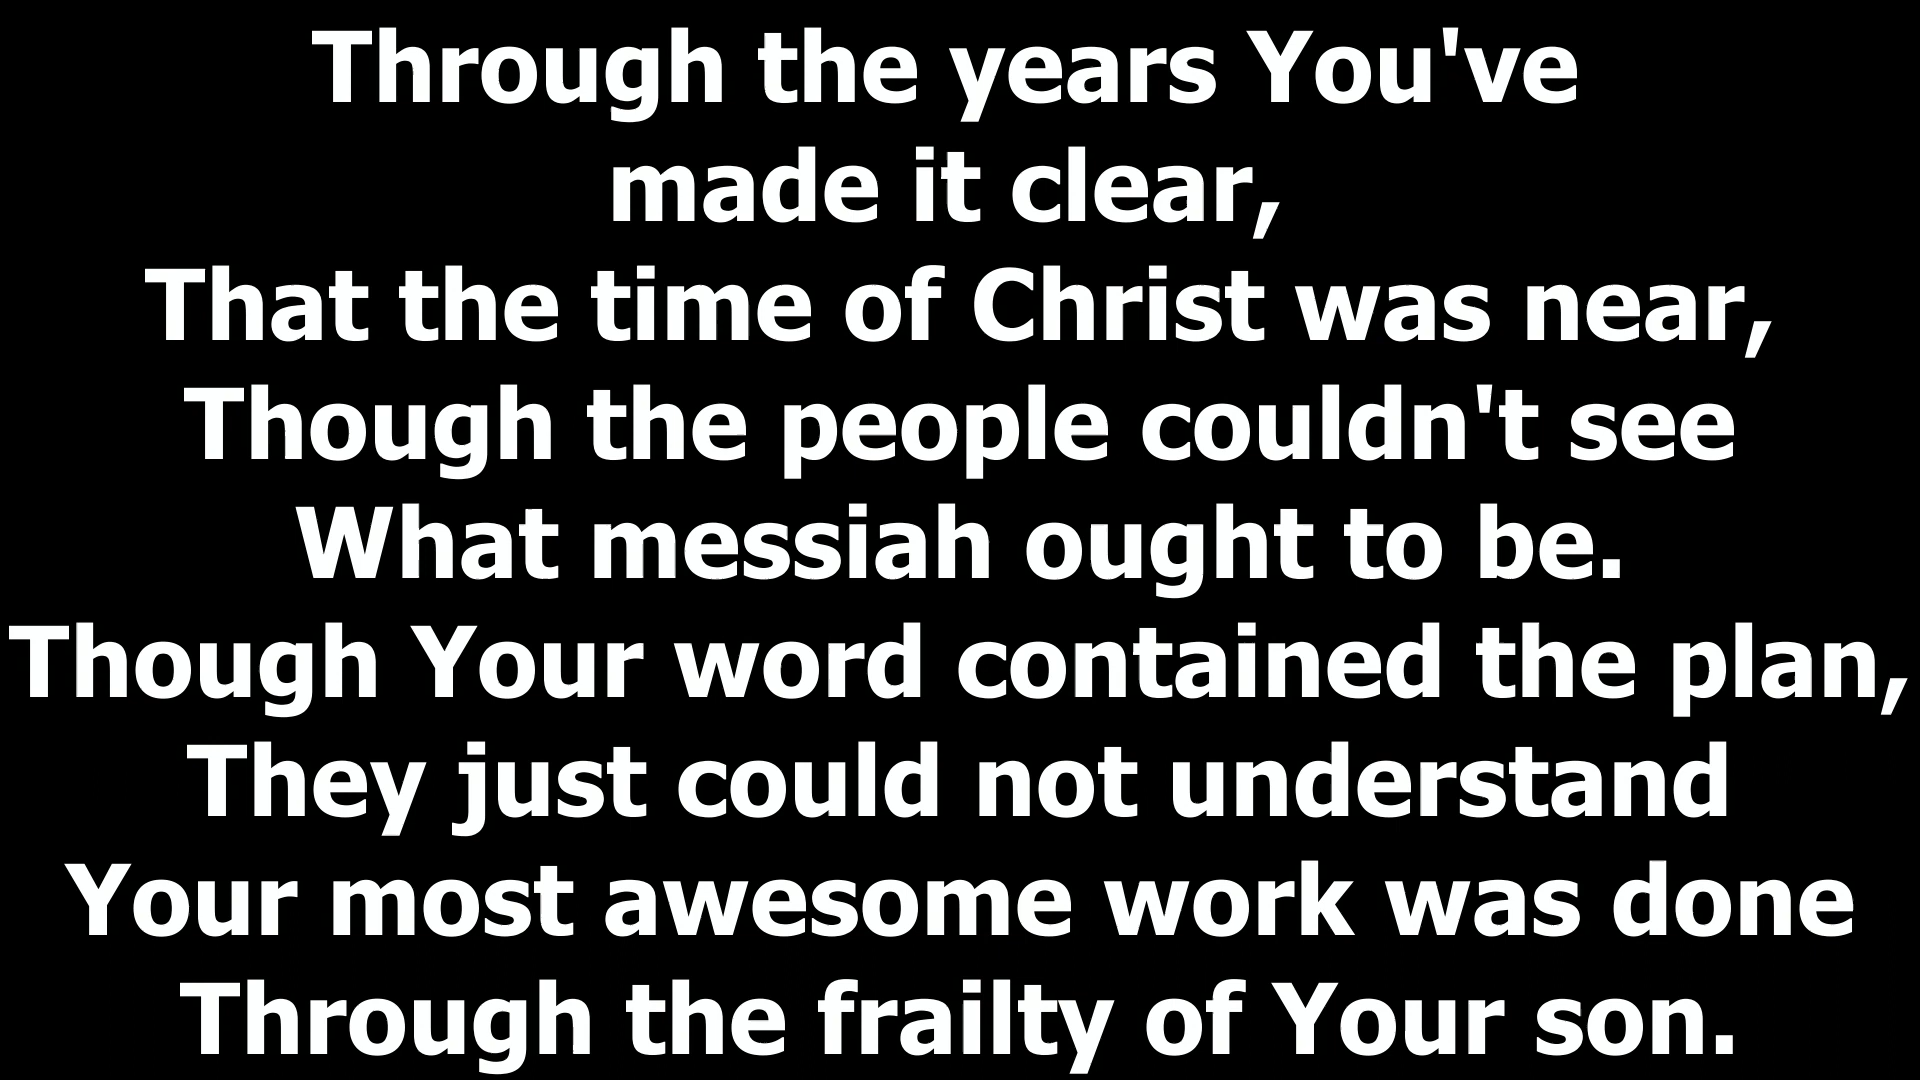 Through the years You've
made it clear,
That the time of Christ was near,
Though the people couldn't see
What messiah ought to be.
Though Your word contained the plan,
They just could not understand
Your most awesome work was done
Through the frailty of Your son.